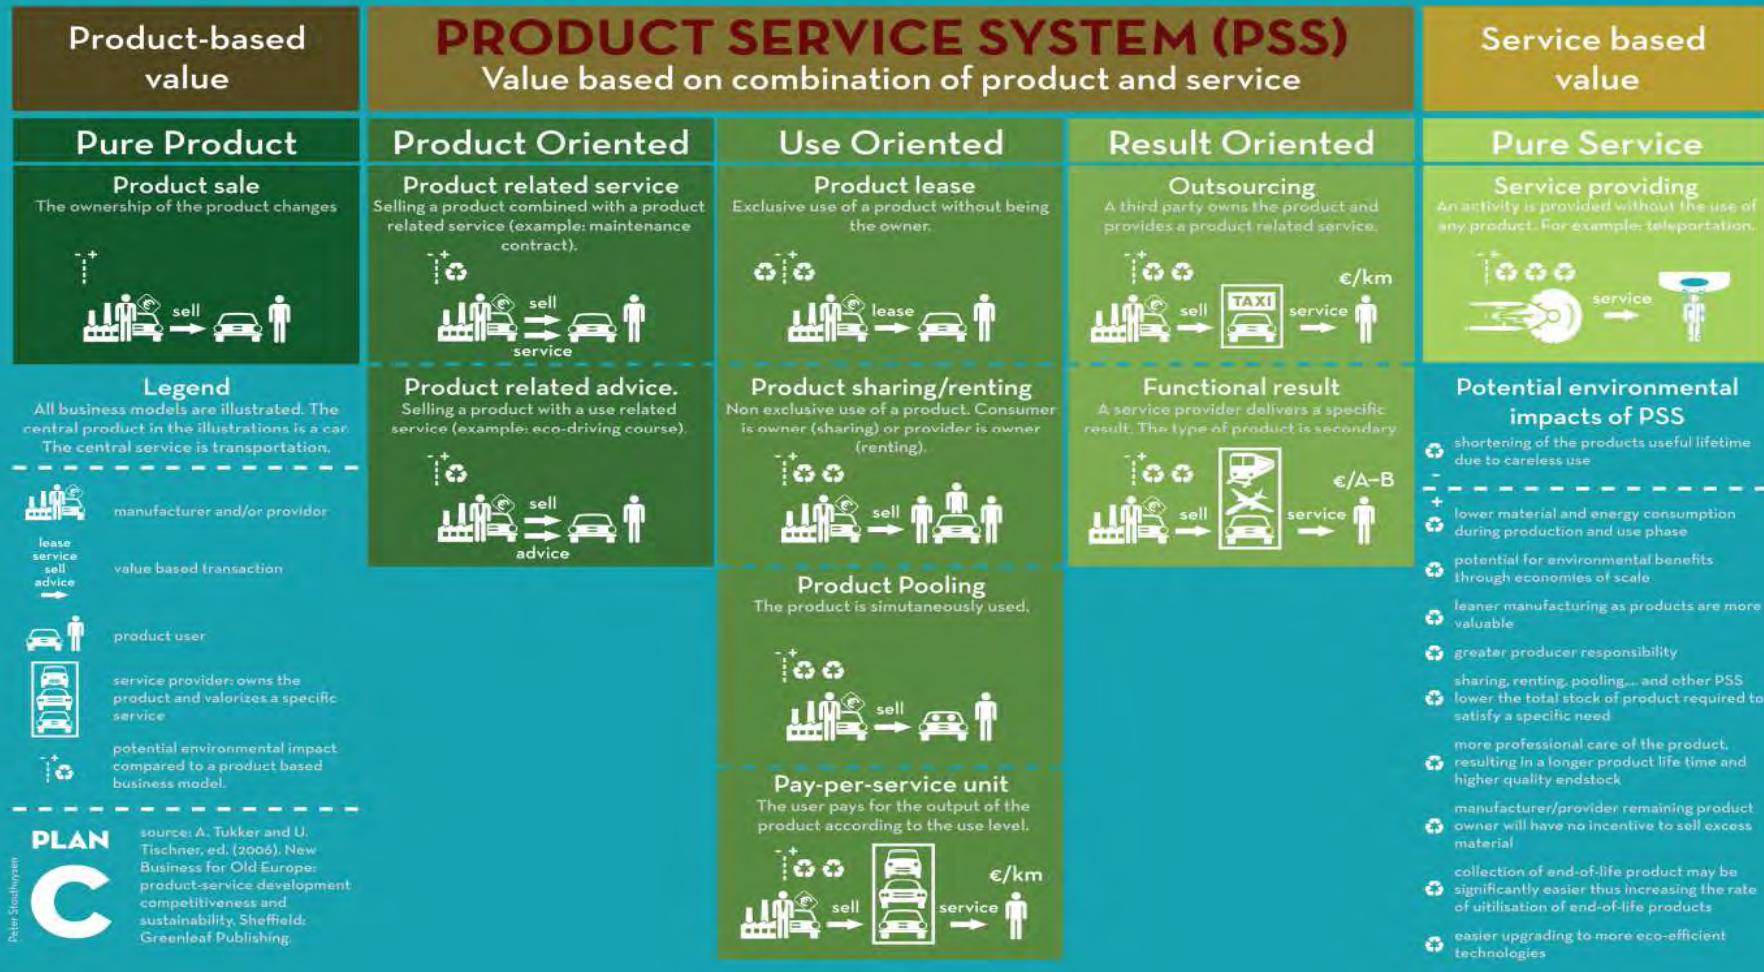 Product-based
value
PRODUCT SERVICE SYSTEM (PSS)
Value based on combination of product and service
Service based
value
Pure Product
Product Oriented
Use Oriented
Result Oriented
Pure Service
Product sale
The ownership of the product changes
- +
sell
Product related service
Selling a product combined with a product
related service (example: maintenance
contract).
- +
sell
service
Product lease
Exclusive use of a product without being
the owner.
- +
lease
Outsourcing
A third party owns the product and
provides a product related service.
- +
€/km
sell
TAXI
service
Service providing
An activity is provided without the use of
any product. For example: teleportation.
- +
service
Legend
All business models are illustrated. The
central product in the illustrations is a car.
The central service is transportation.
manufacturer and/or providor
lease
service
sell
advice
value based transaction
product user
service provider: owns the
product and valorizes a specific
service
- +
potential environmental impact
compared to a product based
business model.
PLAN
C
source: A. Tukker and U.
Tischner, ed. (2006). New
Business for Old Europe:
product-service development
competitiveness and
sustainability. Sheffield:
Greenleaf Publishing.
Product related advice.
Selling a product with a use related
service (example: eco-driving course).
- +
sell
advice
Product sharing/renting
Non exclusive use of a product. Consumer
is owner (sharing) or provider is owner
(renting).
- +
sell
Product Pooling
The product is simutaneously used.
- +
sell
Pay-per-service unit
The user pays for the output of the
product according to the use level.
- +
€/km
sell
service
Functional result
A service provider delivers a specific
result. The type of product is secondary
- +
€/A-B
sell
service
Potential environmental
impacts of PSS
shortening of the products useful lifetime
due to careless use
-
+
lower material and energy consumption
during production and use phase
potential for environmental benefits
through economies of scale
leaner manufacturing as products are more
valuable
greater producer responsibility
sharing, renting, pooling... and other PSS
lower the total stock of product required to
satisfy a specific need
more professional care of the product,
resulting in a longer product life time and
higher quality endstock
manufacturer/provider remaining product
owner will have no incentive to sell excess
material
collection of end-of-life product may be
significantly easier thus increasing the rate
of uitilisation of end-of-life products
easier upgrading to more eco-efficient
technologies